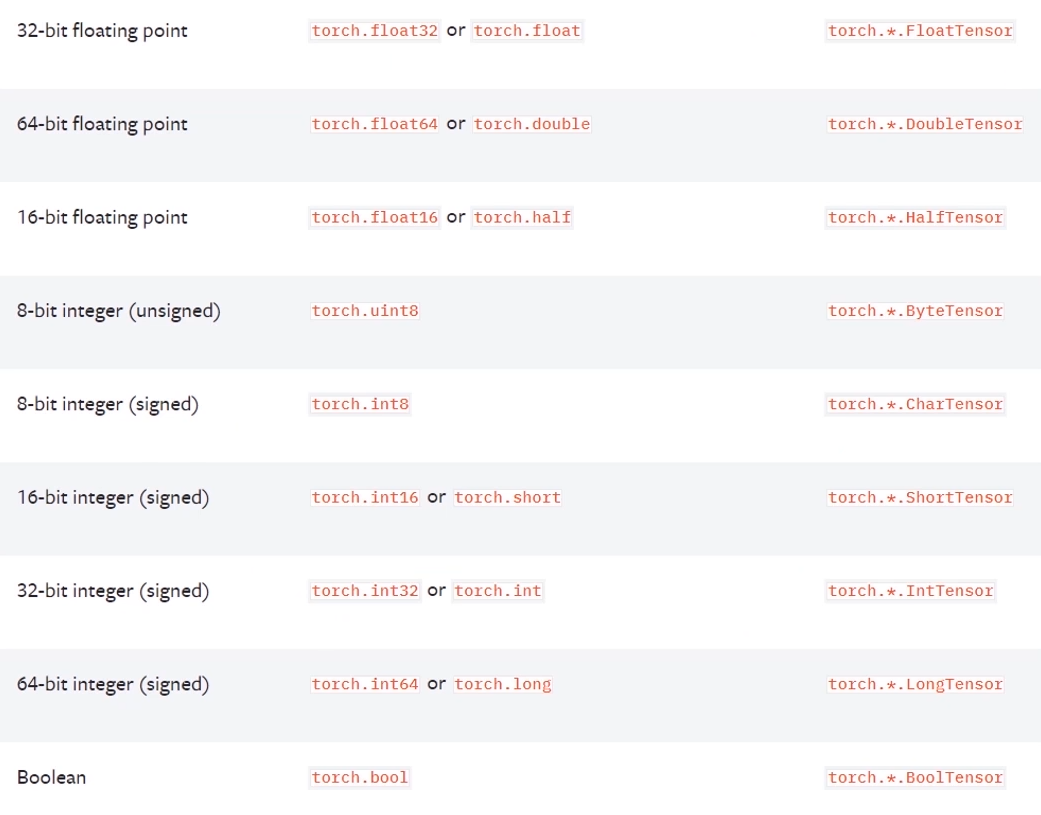 32-bit floating point torch.float32 or torch.float torch.*.FloatTensor
64-bit floating point torch.float64 or torch.double torch.*.DoubleTensor
16-bit floating point torch.float16 or torch.half torch.*.HalfTensor
8-bit integer (unsigned) torch.uint8 torch.*.ByteTensor
8-bit integer (signed) torch.int8 torch.*.CharTensor
16-bit integer (signed) torch.int16 or torch.short torch.*.ShortTensor
32-bit integer (signed) torch.int32 or torch.int torch.*.IntTensor
64-bit integer (signed) torch.int64 or torch.long torch.*.LongTensor
Boolean torch.bool torch.*.BoolTensor